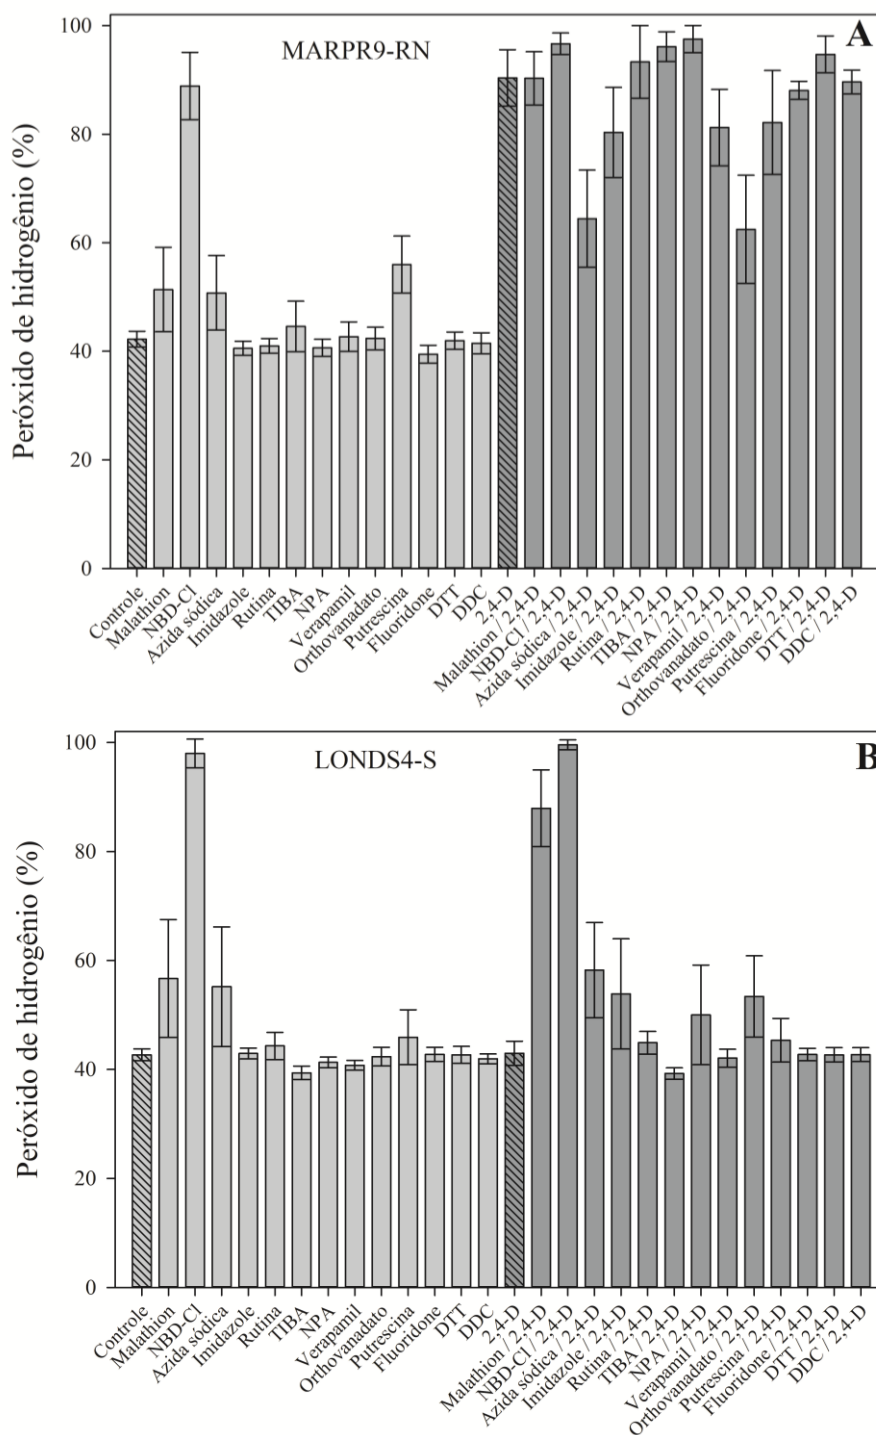 A
MARPR9-RN
Peróxido de hidrogênio (%)
100
80
60
40
20
0
Controle
Malathion
NBD-Cl
Azida sódica
Imidazole
Rutina
TIBA
NPA
Verapamil
Orthovanadato
Putrescina
Fluoridone
DTT
DDC
2,4-D
Malathion / 2,4-D
NBD-Cl / 2,4-D
Azida sódica / 2,4-D
Imidazole / 2,4-D
Rutina / 2,4-D
TIBA / 2,4-D
NPA / 2,4-D
Verapamil / 2,4-D
Orthovanadato / 2,4-D
Putrescina / 2,4-D
Fluoridone / 2,4-D
DTT / 2,4-D
DDC / 2,4-D
B
LONDS4-S
Peróxido de hidrogênio (%)
100
80
60
40
20
0
Controle
Malathion
NBD-Cl
Azida sódica
Imidazole
Rutina
TIBA
NPA
Verapamil
Orthovanadato
Putrescina
Fluoridone
DTT
DDC
2,4-D
Malathion / 2,4-D
NBD-Cl / 2,4-D
Azida sódica / 2,4-D
Imidazole / 2,4-D
Rutina / 2,4-D
TIBA / 2,4-D
NPA / 2,4-D
Verapamil / 2,4-D
Orthovanadato / 2,4-D
Putrescina / 2,4-D
Fluoridone / 2,4-D
DTT / 2,4-D
DDC / 2,4-D